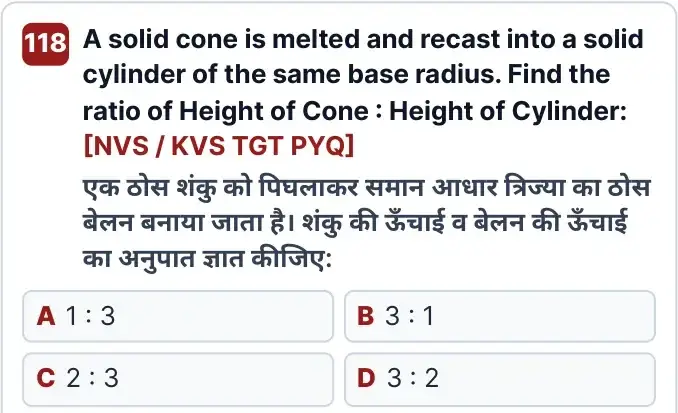 118 A solid cone is melted and recast into a solid
cylinder of the same base radius. Find the
ratio of Height of Cone : Height of Cylinder:
[NVS / KVS TGT PYQ]
एक ठोस शंकु को पिघलाकर समान आधार त्रिज्या का ठोस
बेलन बनाया जाता है। शंकु की ऊँचाई व बेलन की ऊँचाई
का अनुपात ज्ञात कीजिए:
A 1 : 3
B 3 : 1
C 2 : 3
D 3 : 2